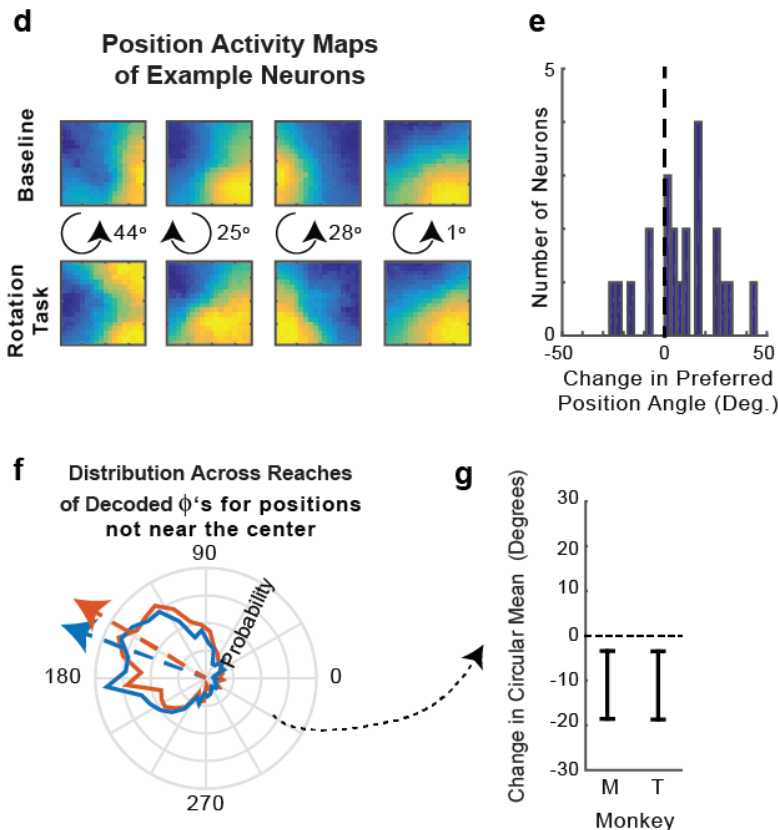 d
Position Activity Maps
of Example Neurons
Baseline
44° 25° 28° 1°
Rotation
Task
e
Number of Neurons
5
0
-50 0 50
Change in Preferred
Position Angle (Deg.)
f
Distribution Across Reaches
of Decoded ϕ's for positions
not near the center
90
Probability
180
0
270
g
Change in Circular Mean (Degrees)
30
20
10
0
-10
-20
-30
M T
Monkey